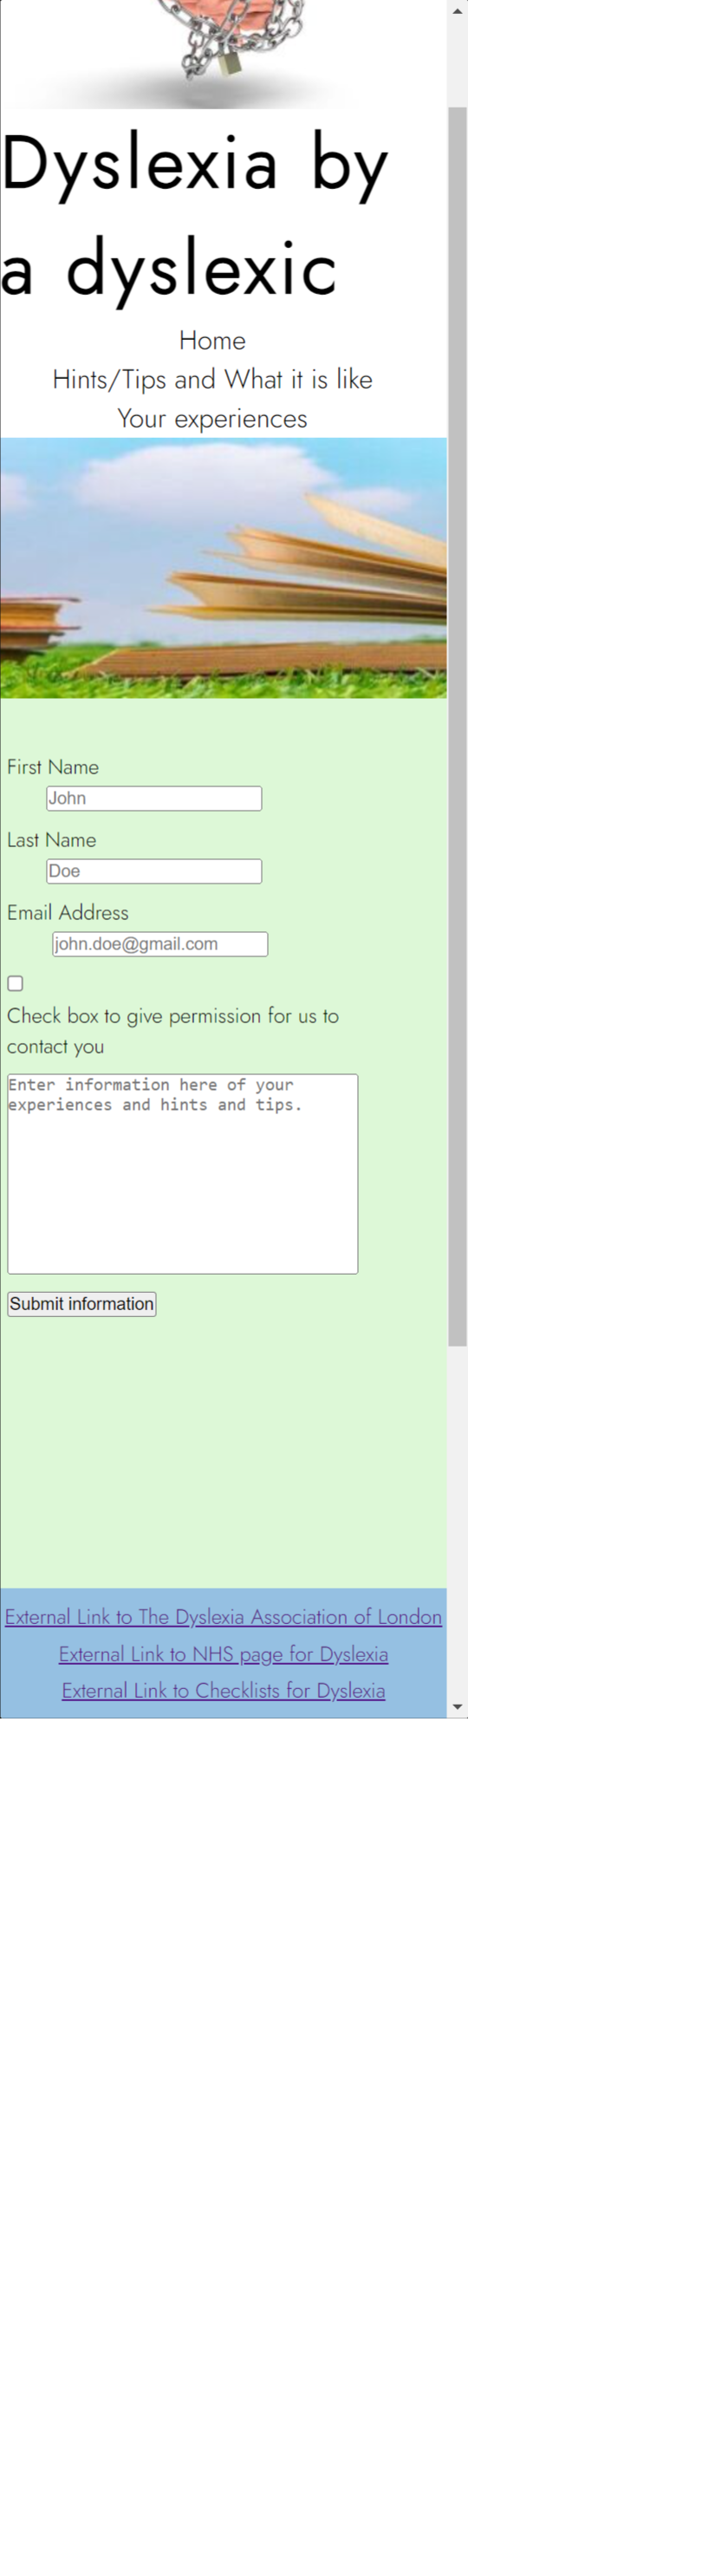 Dyslexia by
a dyslexic
Home
Hints/Tips and What it is like
Your experiences
First Name
John
Last Name
Doe
Email Address
john.doe@gmail.com
Check box to give permission for us to
contact you
Enter information here of your
experiences and hints and tips.
Submit information
External Link to The Dyslexia Association of London
External Link to NHS page for Dyslexia
External Link to Checklists for Dyslexia